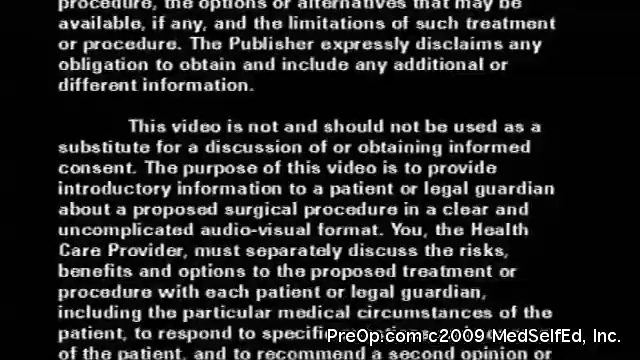 procedure, the options or alternatives that may be
available, if any, and the limitations of such treatment
or procedure. The Publisher expressly disclaims any
obligation to obtain and include any additional or
different information.
This video is not and should not be used as a
substitute for a discussion of or obtaining informed
consent. The purpose of this video is to provide
introductory information to a patient or legal guardian
about a proposed surgical procedure in a clear and
uncomplicated audio-visual format. You, the Health
Care Provider, must separately discuss the risks,
benefits and options to the proposed treatment or
procedure with each patient or legal guardian,
including the particular medical circumstances of the
patient, to respond to specific
PreOp.com c2009 MedSelfEd, Inc.
of the patient, and to recommend a second opinion or